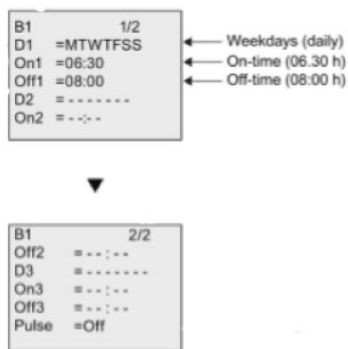 B1 1/2
D1 =MTWTFSS Weekdays (daily)
On1 =06:30 On-time (06.30 h)
Off1 =08:00 Off-time (08:00 h)
D2 = - - - - - - -
On2 = - -:- -
B1 2/2
Off2 = - - : - -
D3 = - - - - - - -
On3 = - - : - -
Off3 = - - : - -
Pulse =Off